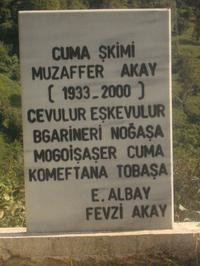 CUMA ŞKİMİ
MUZAFFER AKAY
( 1933-2000 )
CEVULUR EŞKEVULUR
BGARİNERİ NOĞAŞA
MOGOİŞAŞER CUMA
KOMEFTANA TOBAŞA
E. ALBAY
FEVZİ AKAY